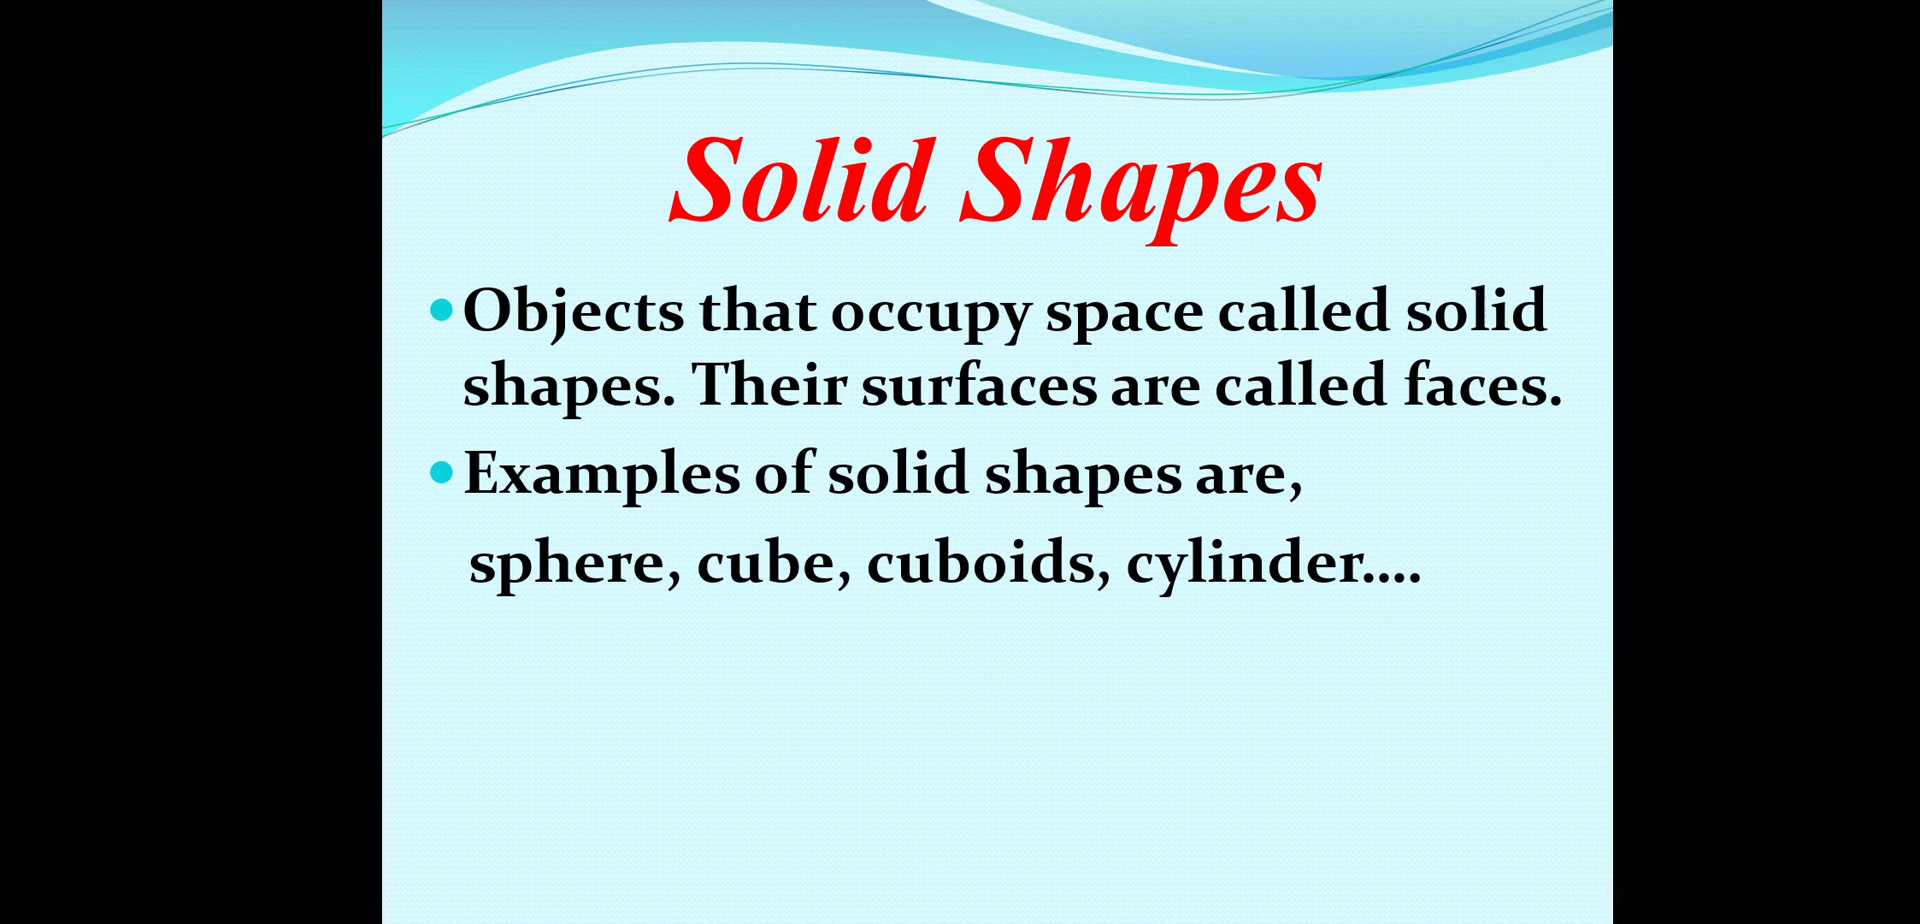 Solid Shapes
Objects that occupy space called solid
shapes. Their surfaces are called faces.
Examples of solid shapes are,
sphere, cube, cuboids, cylinder....